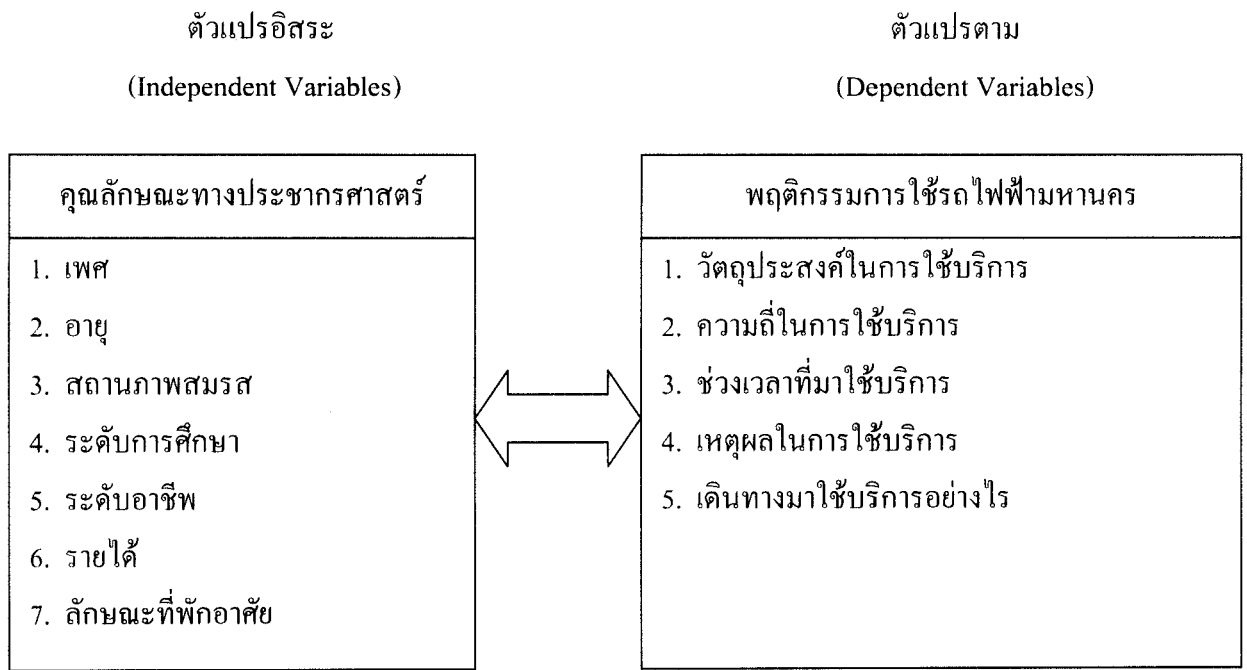 ตัวแปรอิสระ
(Independent Variables)
ตัวแปรตาม
(Dependent Variables)
คุณลักษณะทางประชากรศาสตร์
1. เพศ
2. อายุ
3. สถานภาพสมรส
4. ระดับการศึกษา
5. ระดับอาชีพ
6. รายได้
7. ลักษณะที่พักอาศัย
พฤติกรรมการใช้รถไฟฟ้ามหานคร
1. วัตถุประสงค์ในการใช้บริการ
2. ความถี่ในการใช้บริการ
3. ช่วงเวลาที่มาใช้บริการ
4. เหตุผลในการใช้บริการ
5. เดินทางมาใช้บริการอย่างไร